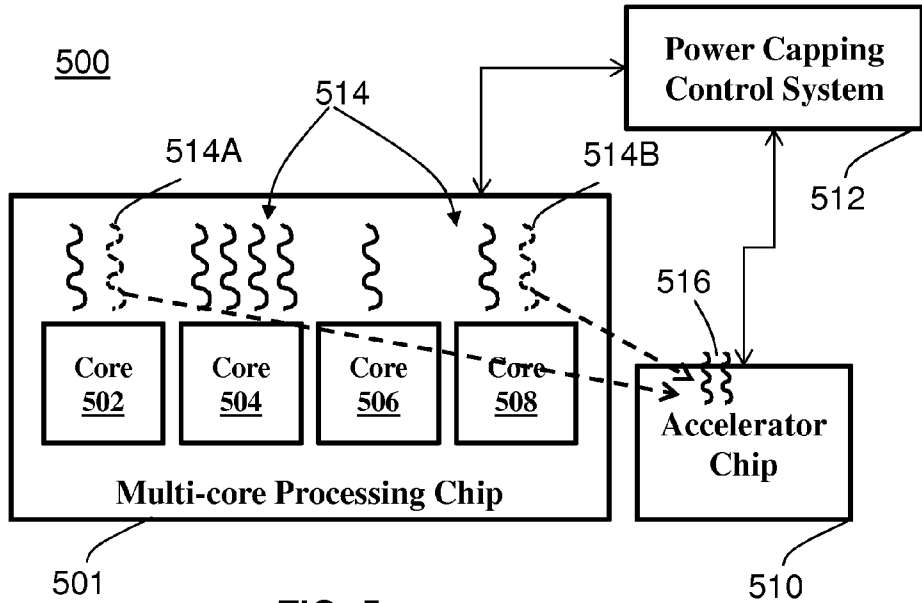 500
514
Power Capping
Control System
514A
514B
512
516
Core
502
Core
504
Core
506
Core
508
Accelerator
Chip
Multi-core Processing Chip
501
510